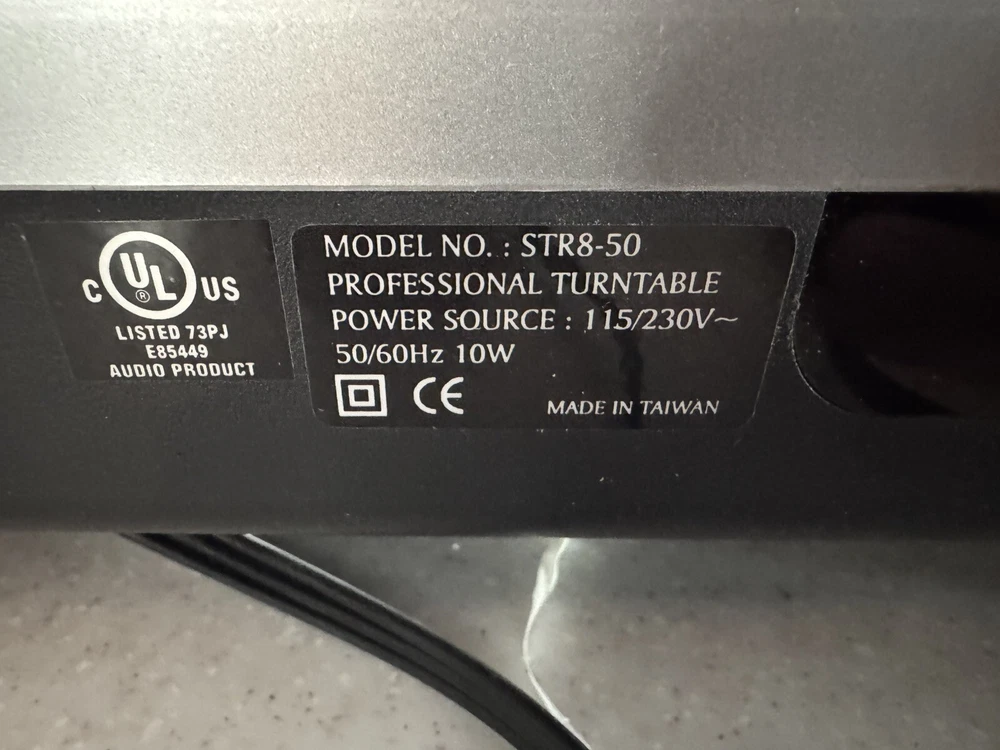 C UL® US
LISTED 73PJ
E85449
AUDIO PRODUCT
MODEL NO. : STR8-50
PROFESSIONAL TURNTABLE
POWER SOURCE : 115/230V~
50/60Hz 10W
CE
MADE IN TAIWAN